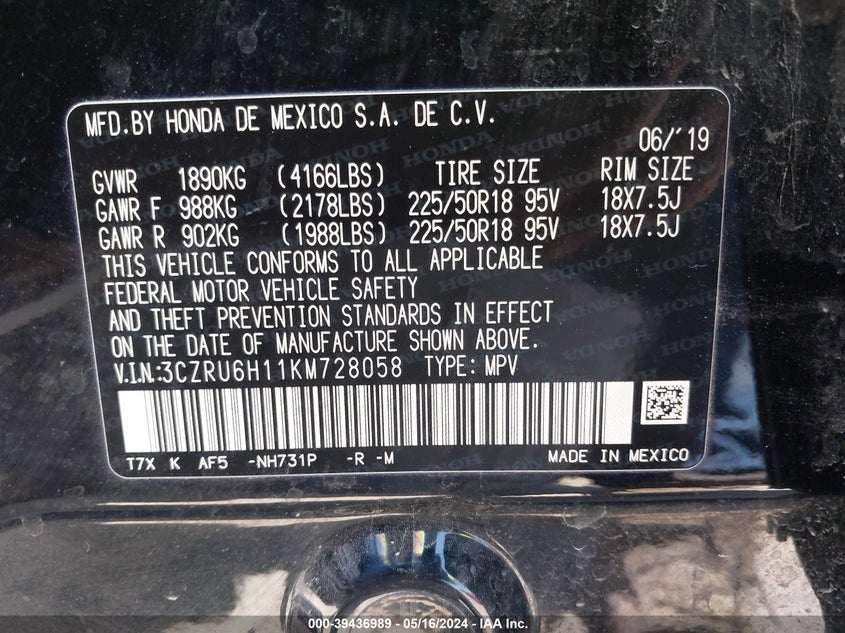 MFD.BY HONDA DE MEXICO S.A. DE C.V.
06/'19
GVWR 1890KG (4166LBS) TIRE SIZE RIM SIZE
GAWR F 988KG (2178LBS) 225/50R18 95V 18X7.5J
GAWR R 902KG (1988LBS) 225/50R18 95V 18X7.5J
THIS VEHICLE CONFORMS TO ALL APPLICABLE
FEDERAL MOTOR VEHICLE SAFETY
AND THEFT PREVENTION STANDARDS IN EFFECT
ON THE DATE OF MANUFACTURE SHOWN ABOVE.
V.I.N.:3CZRU6H11KM728058 TYPE: MPV
T7X K AF5 -NH731P -R -M MADE IN MEXICO
000-39436989 - 05/16/2024 - IAA Inc.